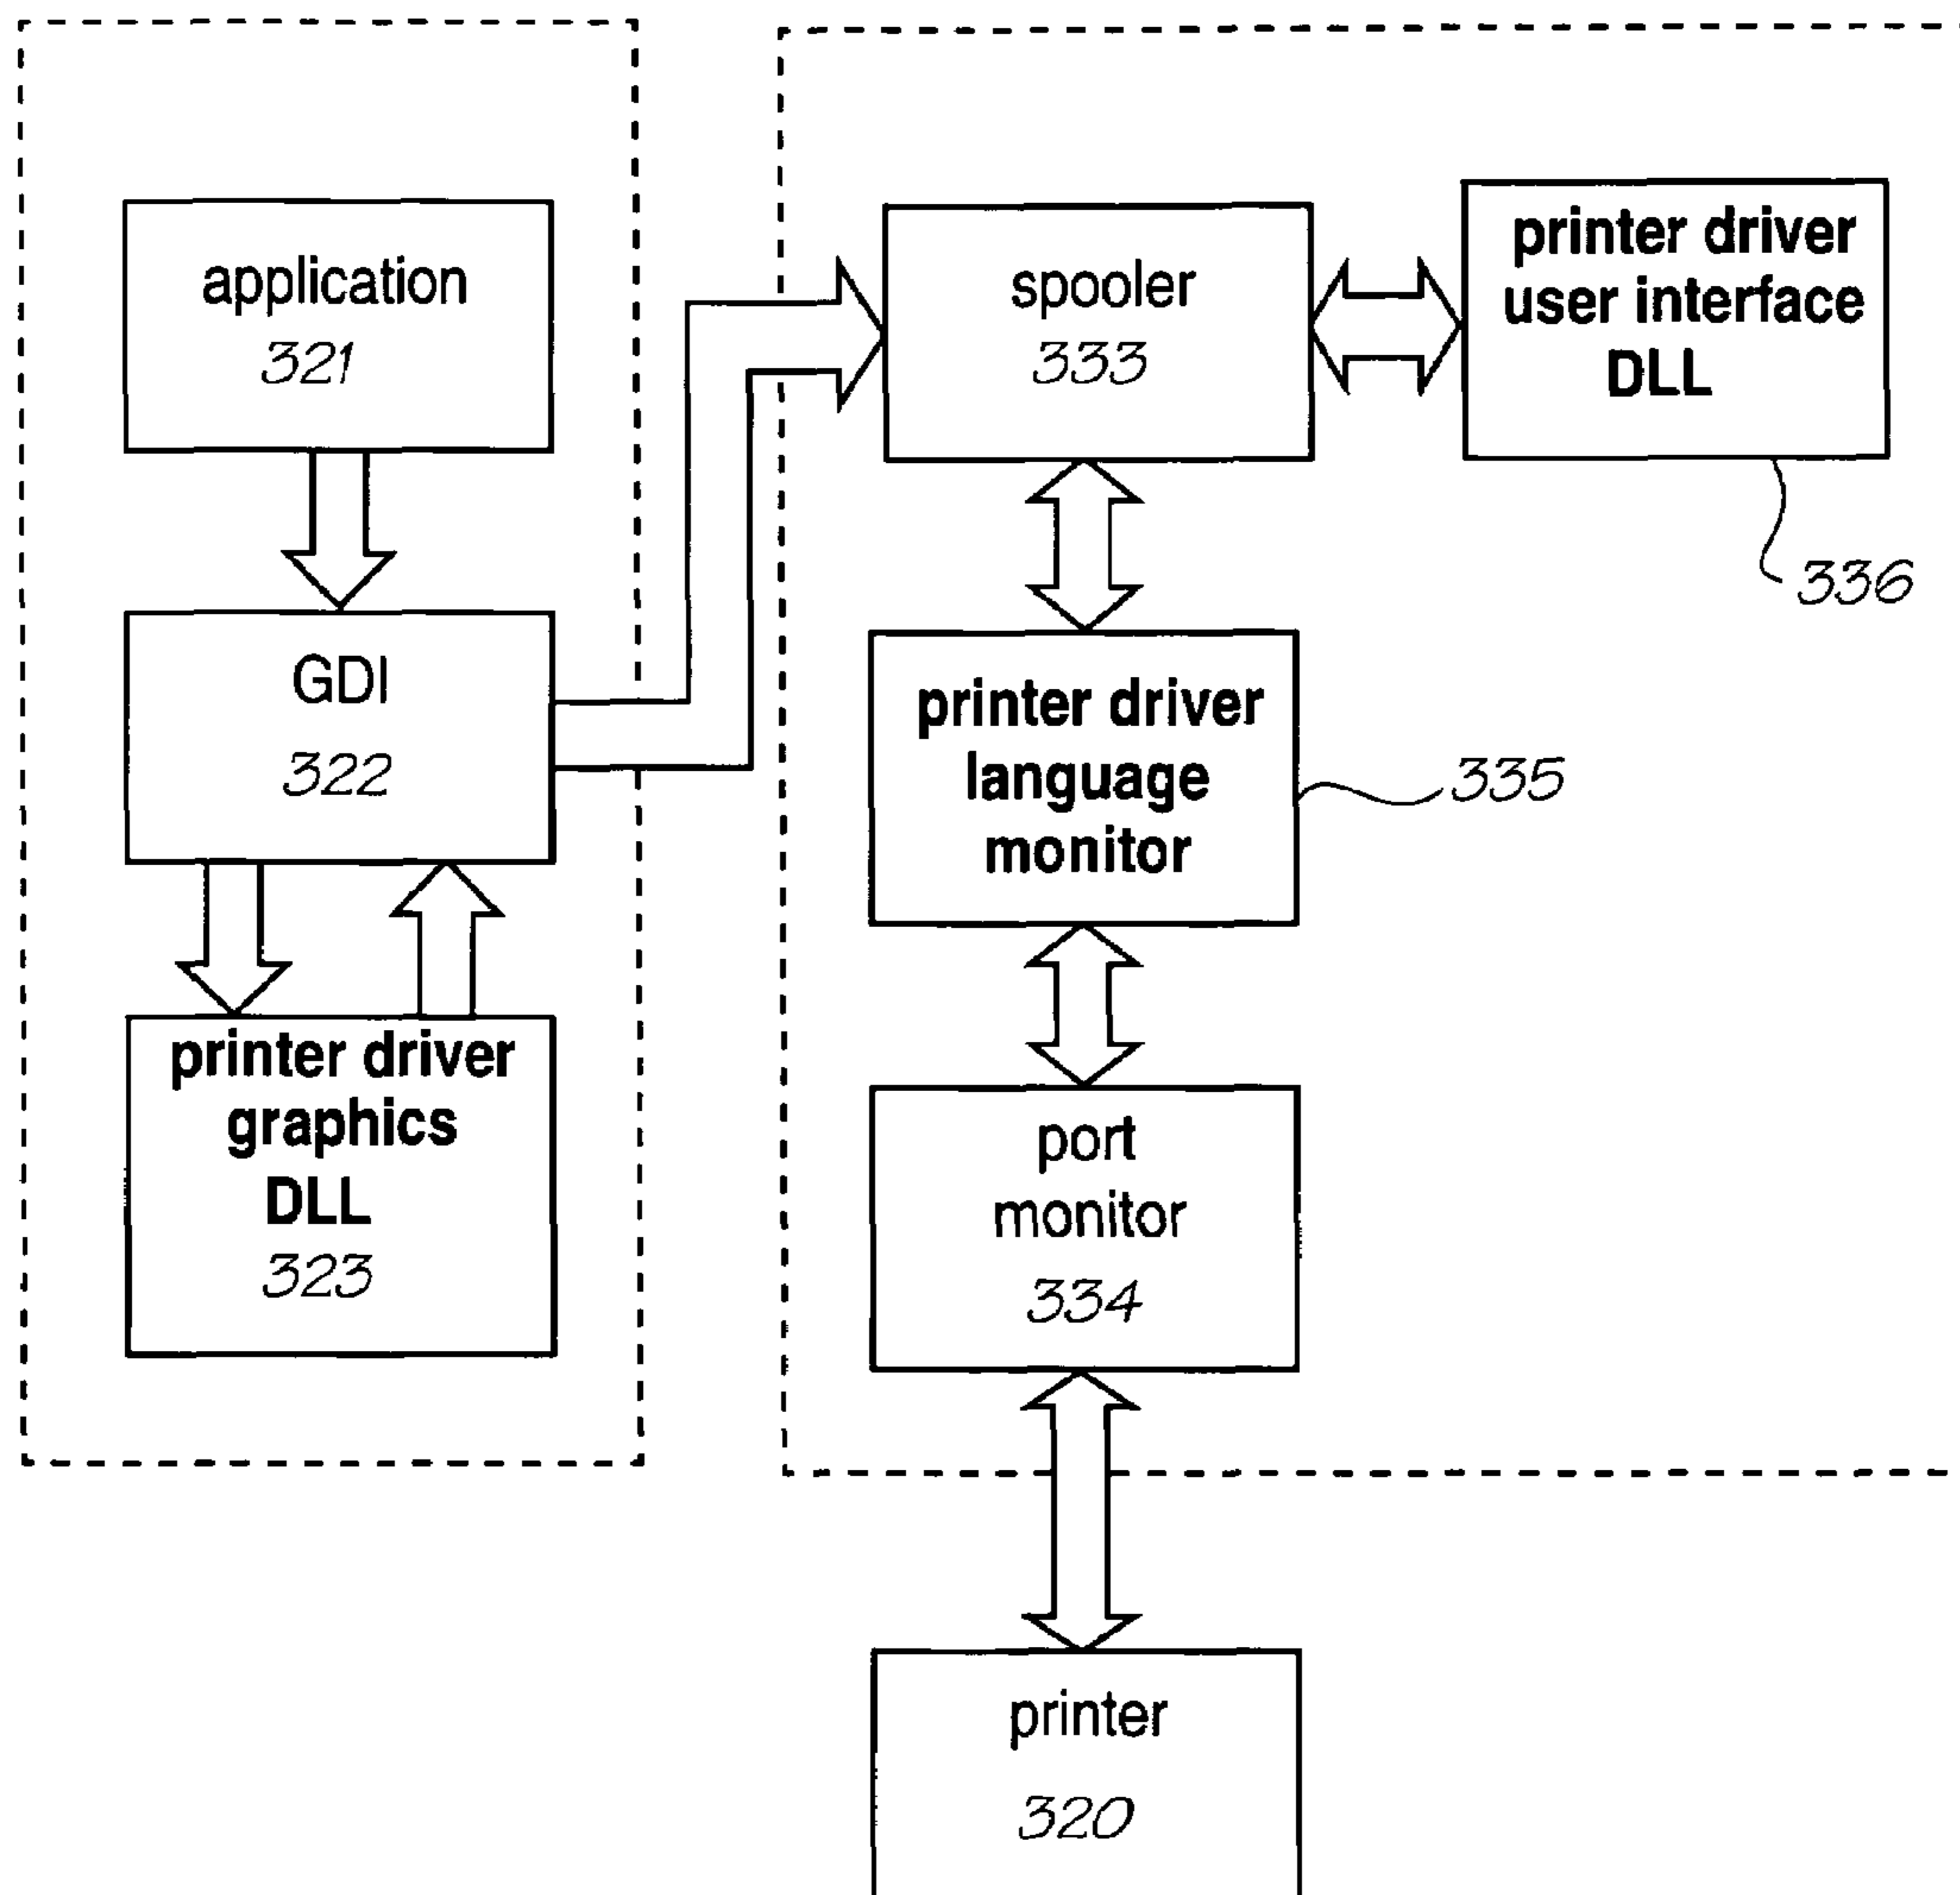 application
321
GDI
322
printer driver
graphics
DLL
323
spooler
333
printer driver
user interface
DLL
336
printer driver
language
monitor
335
port
monitor
334
printer
320